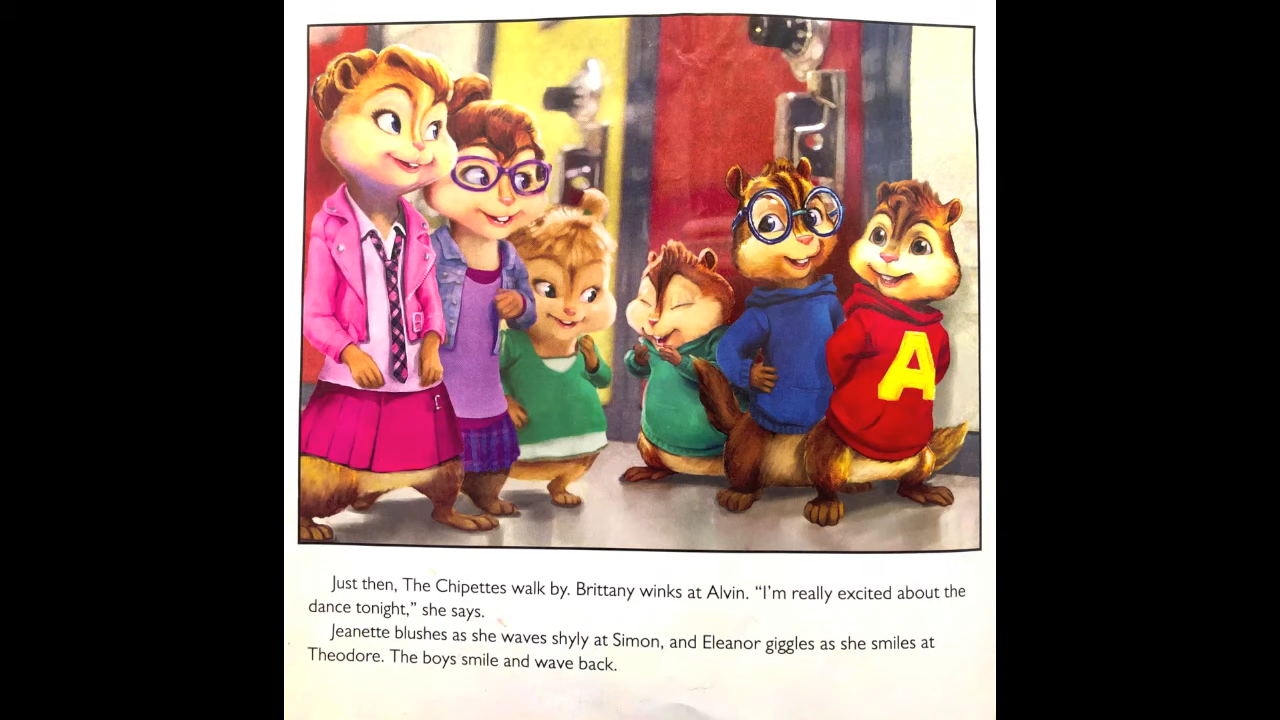 A
Just then, The Chipettes walk by. Brittany winks at Alvin. “I’m really excited about the
dance tonight,” she says.
Jeanette blushes as she waves shyly at Simon, and Eleanor giggles as she smiles at
Theodore. The boys smile and wave back.